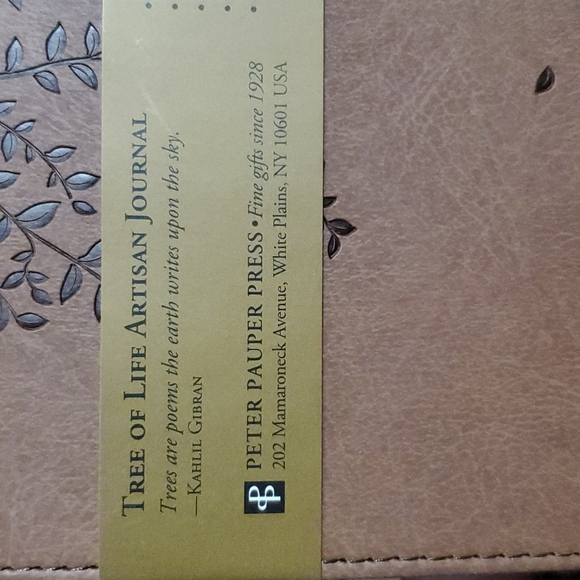 TREE OF LIFE ARTISAN JOURNAL
Trees are poems the earth writes upon the sky.
—KAHLIL GIBRAN
PETER PAUPER PRESS • Fine gifts since 1928
202 Mamaroneck Avenue, White Plains, NY 10601 USA